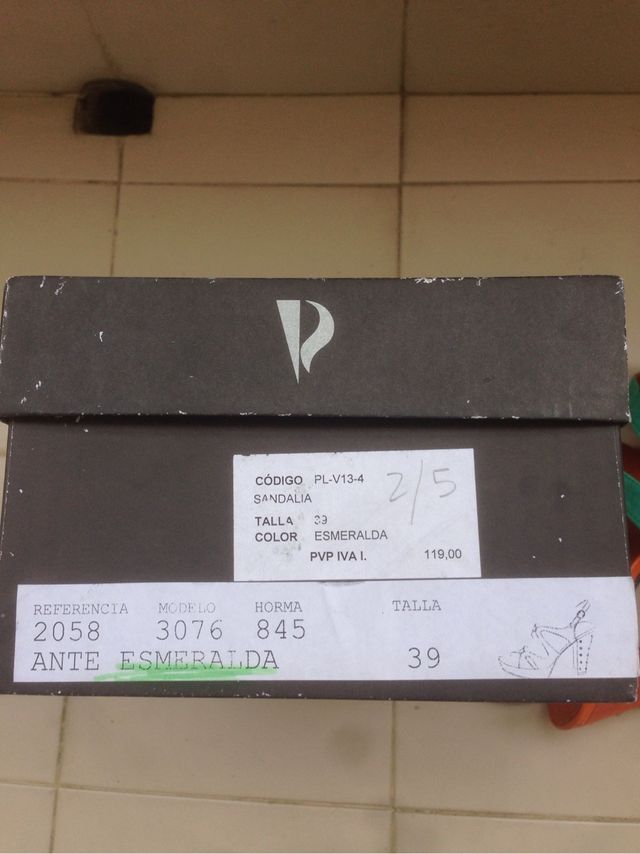 CÓDIGO PL-V13-4
2/5
SANDALIA
TALLA 39
COLOR ESMERALDA
PVP IVA I. 119,00
REFERENCIA MODELO HORMA TALLA
2058 3076 845
ANTE ESMERALDA 39